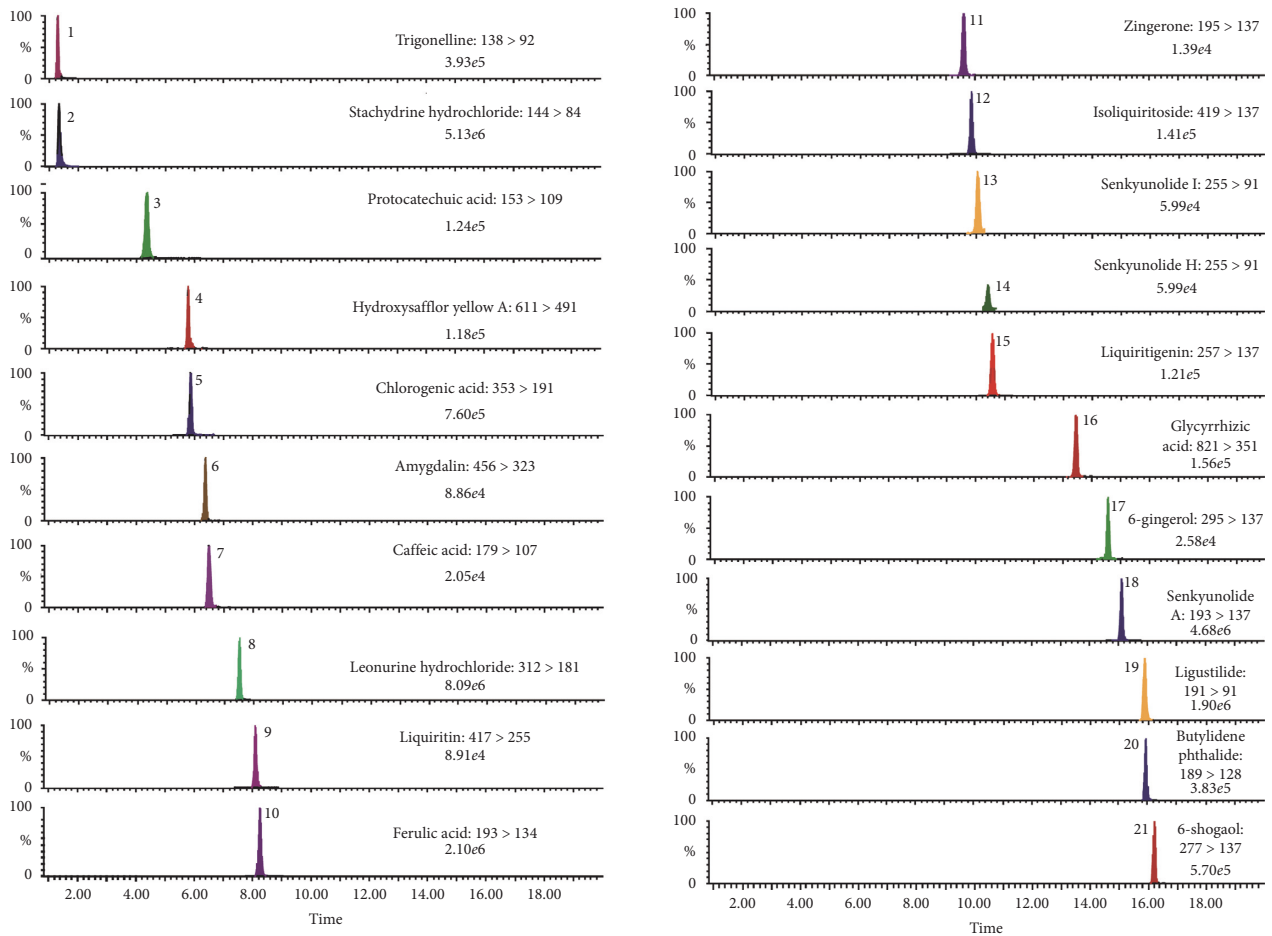 100
%
0
1
Trigonelline: 138 > 92
3.93e5
100
%
0
2
Stachydrine hydrochloride: 144 > 84
5.13e6
100
%
0
3
Protocatechuic acid: 153 > 109
1.24e5
100
%
0
4
Hydroxysafflor yellow A: 611 > 491
1.18e5
100
%
0
5
Chlorogenic acid: 353 > 191
7.60e5
100
%
0
6
Amygdalin: 456 > 323
8.86e4
100
%
0
7
Caffeic acid: 179 > 107
2.05e4
100
%
0
8
Leonurine hydrochloride: 312 > 181
8.09e6
100
%
0
9
Liquiritin: 417 > 255
8.91e4
100
%
0
10
Ferulic acid: 193 > 134
2.10e6
2.00 4.00 6.00 8.00 10.00 12.00 14.00 16.00 18.00
Time
100
%
0
11
Zingerone: 195 > 137
1.39e4
100
%
0
12
Isoliquiritoside: 419 > 137
1.41e5
100
%
0
13
Senkyunolide I: 255 > 91
5.99e4
100
%
0
14
Senkyunolide H: 255 > 91
5.99e4
100
%
0
15
Liquiritigenin: 257 > 137
1.21e5
100
%
0
16
Glycyrrhizic
acid: 821 > 351
1.56e5
100
%
0
17
6-gingerol: 295 > 137
2.58e4
100
%
0
18
Senkyunolide
A: 193 > 137
4.68e6
100
%
0
19
Ligustilide:
191 > 91
1.90e6
100
%
0
20
Butylidene
phthalide:
189 > 128
3.83e5
100
%
0
21
6-shogaol:
277 > 137
5.70e5
2.00 4.00 6.00 8.00 10.00 12.00 14.00 16.00 18.00
Time